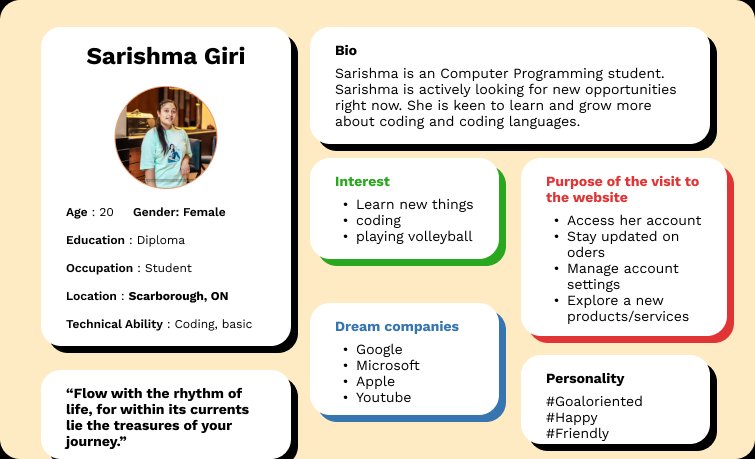 Sarishma Giri
Age : 20 Gender: Female
Education : Diploma
Occupation : Student
Location : Scarborough, ON
Technical Ability : Coding, basic
“Flow with the rhythm of
life, for within its currents
lie the treasures of your
journey.”
Bio
Sarishma is an Computer Programming student.
Sarishma is actively looking for new opportunities
right now. She is keen to learn and grow more
about coding and coding languages.
Interest
• Learn new things
• coding
• playing volleyball
Dream companies
• Google
• Microsoft
• Apple
• Youtube
Purpose of the visit to
the website
• Access her account
• Stay updated on
oders
• Manage account
settings
• Explore a new
products/services
Personality
#Goaloriented
#Happy
#Friendly